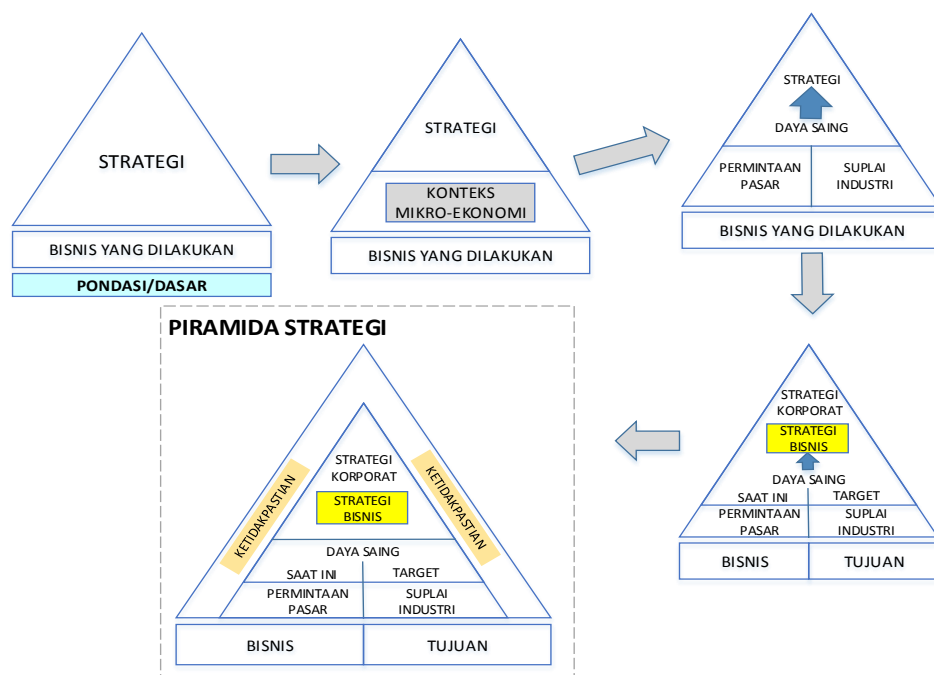 STRATEGI
BISNIS YANG DILAKUKAN
PONDASI/DASAR
STRATEGI
KONTEKS
MIKRO-EKONOMI
BISNIS YANG DILAKUKAN
STRATEGI
DAYA SAING
PERMINTAAN
PASAR
SUPLAI
INDUSTRI
BISNIS YANG DILAKUKAN
STRATEGI
KORPORAT
STRATEGI
BISNIS
DAYA SAING
SAAT INI
TARGET
PERMINTAAN
PASAR
SUPLAI
INDUSTRI
BISNIS
TUJUAN
PIRAMIDA STRATEGI
KETIDAKPASTIAN
KETIDAKPASTIAN
STRATEGI
KORPORAT
STRATEGI
BISNIS
DAYA SAING
SAAT INI
TARGET
PERMINTAAN
PASAR
SUPLAI
INDUSTRI
BISNIS
TUJUAN